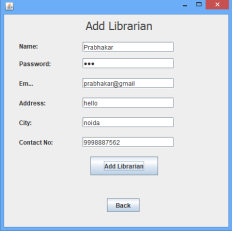 Add Librarian
Name: Prabhakar
Password: •••
Em... prabhakar@gmail
Address: hello
City: noida
Contact No: 9998887562
Add Librarian
Back